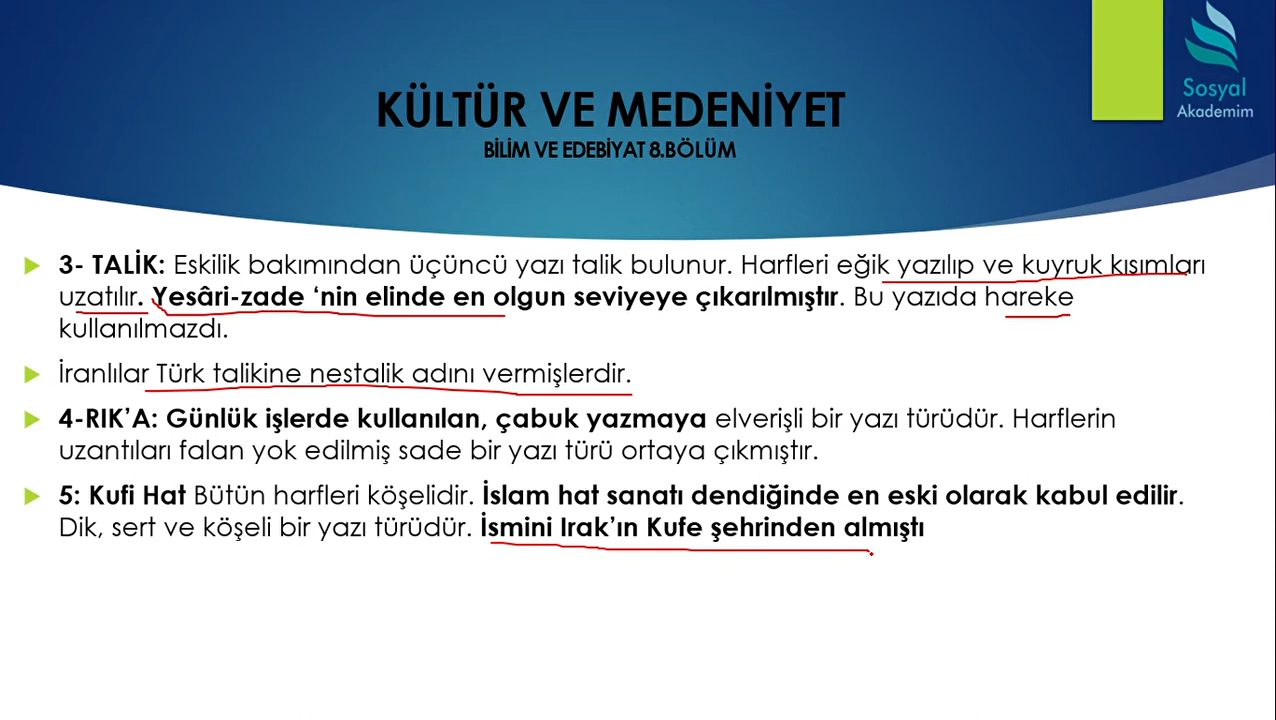 Sosyal
Akademim
KÜLTÜR VE MEDENİYET
BİLİM VE EDEBİYAT 8.BÖLÜM
3- TALİK: Eskilik bakımından üçüncü yazı talik bulunur. Harfleri eğik yazılıp ve kuyruk kısımları
uzatılır. Yesâri-zade ‘nin elinde en olgun seviyeye çıkarılmıştır. Bu yazıda hareke
kullanılmazdı.
İranlılar Türk talikine nestalik adını vermişlerdir.
4-RIK’A: Günlük işlerde kullanılan, çabuk yazmaya elverişli bir yazı türüdür. Harflerin
uzantıları falan yok edilmiş sade bir yazı türü ortaya çıkmıştır.
5: Kufi Hat Bütün harfleri köşelidir. İslam hat sanatı dendiğinde en eski olarak kabul edilir.
Dik, sert ve köşeli bir yazı türüdür. İsmini Irak’ın Kufe şehrinden almıştı